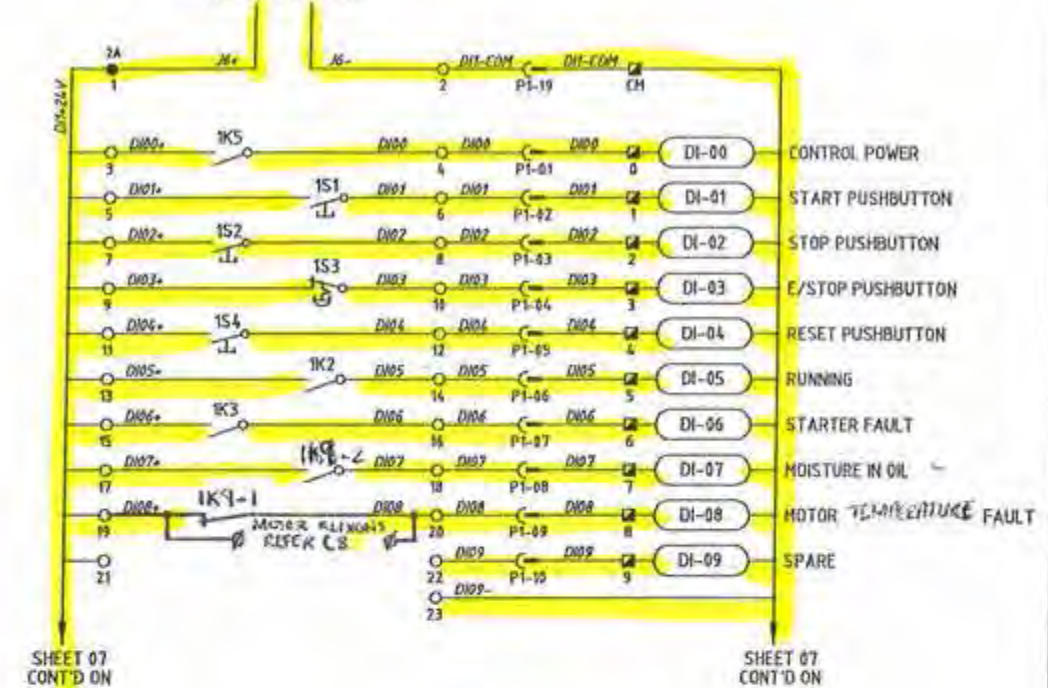 2A J6+ J6- DI1-COM DI1-COM
1 2 P1-19 CM
DI1+24V
DI00+ 1K5 DI00 DI00 DI00 DI-00 CONTROL POWER
3 4 P1-01 0
DI01+ 1S1 DI01 DI01 DI01 DI-01 START PUSHBUTTON
5 6 P1-02 1
DI02+ 1S2 DI02 DI02 DI02 DI-02 STOP PUSHBUTTON
7 8 P1-03 2
DI03+ 1S3 DI03 DI03 DI03 DI-03 E/STOP PUSHBUTTON
9 10 P1-04 3
DI04+ 1S4 DI04 DI04 DI04 DI-04 RESET PUSHBUTTON
11 12 P1-05 4
DI05+ 1K2 DI05 DI05 DI05 DI-05 RUNNING
13 14 P1-06 5
DI06+ 1K3 DI06 DI06 DI06 DI-06 STARTER FAULT
15 16 P1-07 6
DI07+ DI07 DI07 DI07 DI-07 MOISTURE IN OIL
17 18 P1-08 7
DI08+ 1K9-1 DI08 DI08 DI08 DI-08 MOTOR TEMPERATURE FAULT
19 MOTOR KLIXONS 20 P1-09 8
REFER C8
DI09 DI09 DI-09 SPARE
21 22 P1-10 9
DI09-
23
SHEET 07 SHEET 07
CONT'D ON CONT'D ON